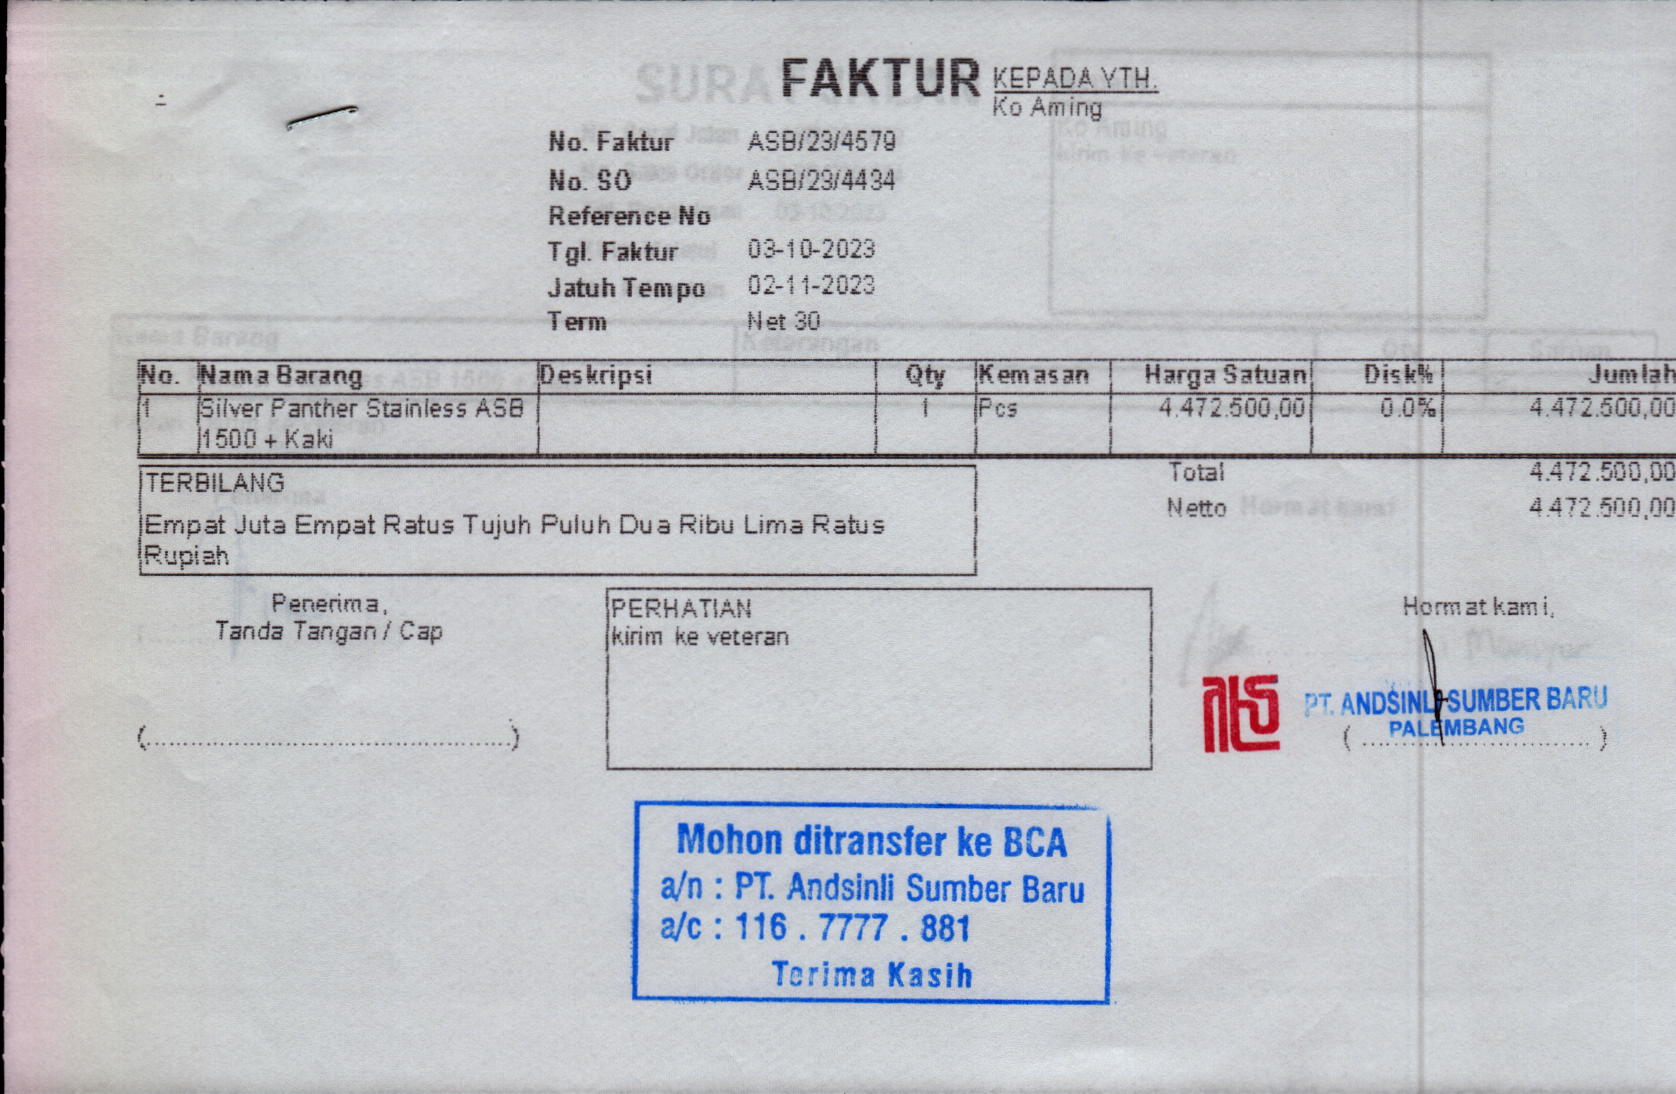 FAKTUR
KEPADA YTH.
Ko Aming
No. Faktur ASB/23/4579
No. SO ASB/23/4434
Reference No
Tgl. Faktur 03-10-2023
Jatuh Tempo 02-11-2023
Term Net 30
No. Nama Barang Deskripsi Qty Kemasan Harga Satuan Disk% Jumlah
1 Silver Panther Stainless ASB 1 Pcs 4.472.500,00 0.0% 4.472.500,00
1500 + Kaki
TERBILANG
Empat Juta Empat Ratus Tujuh Puluh Dua Ribu Lima Ratus
Rupiah
Total 4.472.500,00
Netto 4.472.500,00
Penerima,
Tanda Tangan / Cap
(..............................................)
PERHATIAN
kirim ke veteran
Hormat kami,
PT. ANDSINLI SUMBER BARU
PALEMBANG
( ............................. )
Mohon ditransfer ke BCA
a/n : PT. Andsinli Sumber Baru
a/c : 116 . 7777 . 881
Terima Kasih